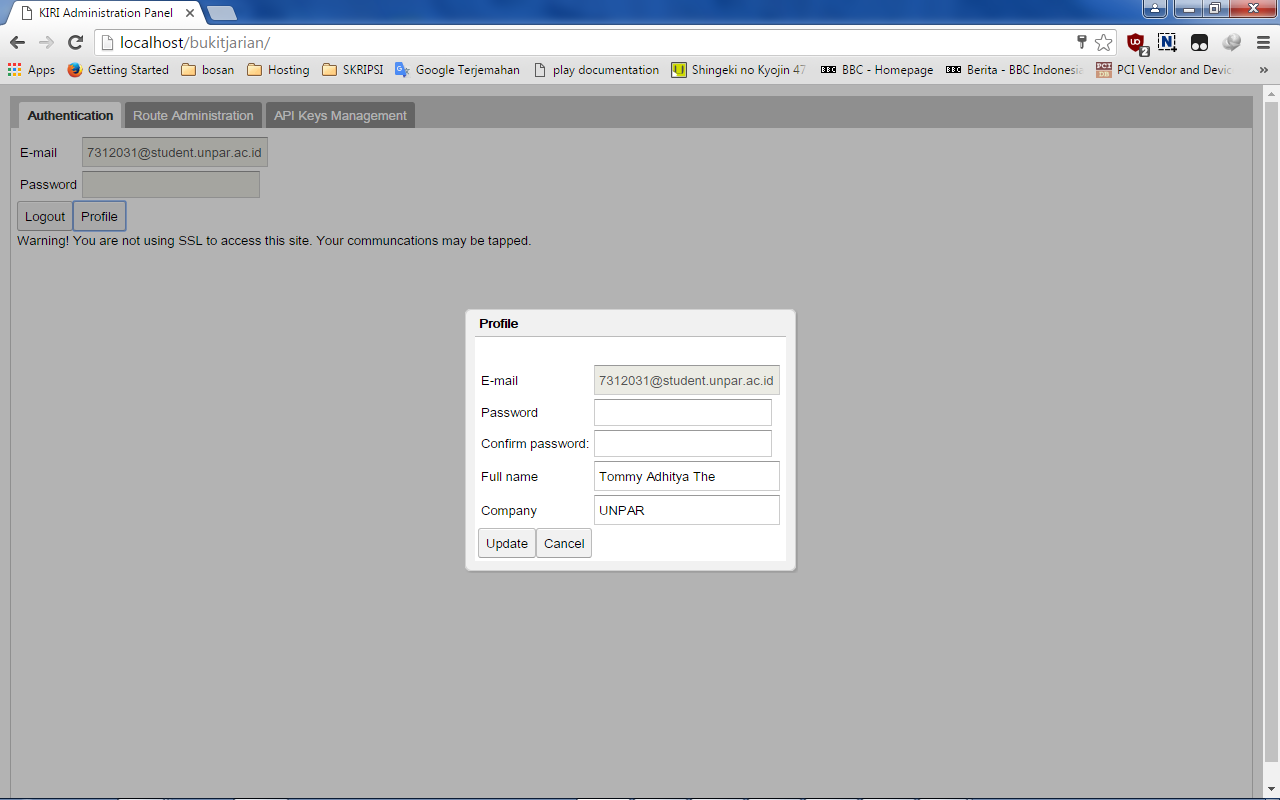 KIRI Administration Panel
localhost/bukitjarian/
2
Apps Getting Started bosan Hosting SKRIPSI Google Terjemahan play documentation Shingeki no Kyojin 47 BBC - Homepage Berita - BBC Indonesia PCI Vendor and Devic »
Authentication Route Administration API Keys Management
E-mail 7312031@student.unpar.ac.id
Password
Logout Profile
Warning! You are not using SSL to access this site. Your communcations may be tapped.
Profile
E-mail 7312031@student.unpar.ac.id
Password
Confirm password:
Full name Tommy Adhitya The
Company UNPAR
Update Cancel